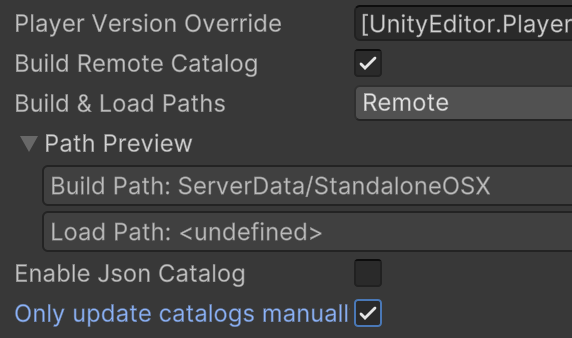 Player Version Override [UnityEditor.Player
Build Remote Catalog
Build & Load Paths Remote
Path Preview
Build Path: ServerData/StandaloneOSX
Load Path: <undefined>
Enable Json Catalog
Only update catalogs manuall